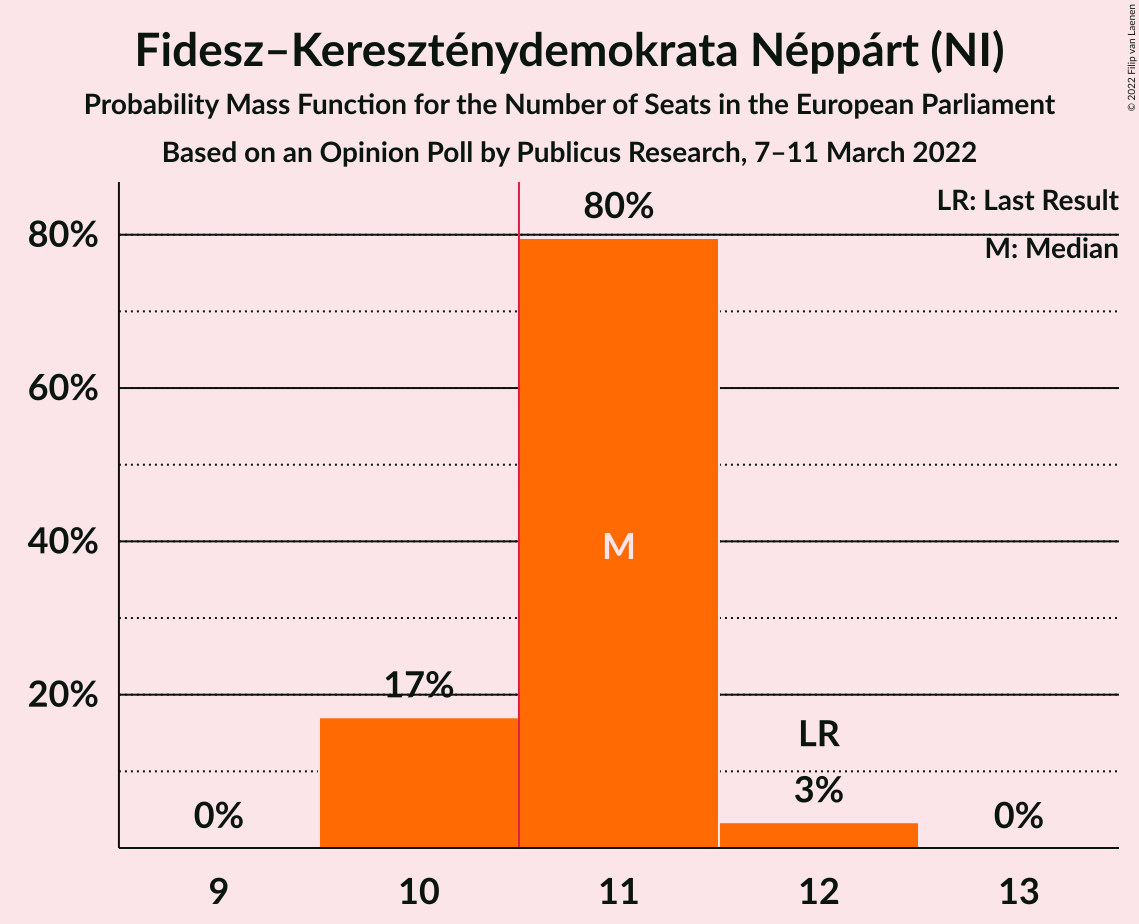 Fidesz–Kereszténydemokrata Néppárt (NI)
Probability Mass Function for the Number of Seats in the European Parliament
Based on an Opinion Poll by Publicus Research, 7–11 March 2022
© 2022 Filip van Laenen
LR: Last Result
M: Median
80%
60%
40%
20%
0%
17%
80%
M
LR
3%
0%
9
10
11
12
13